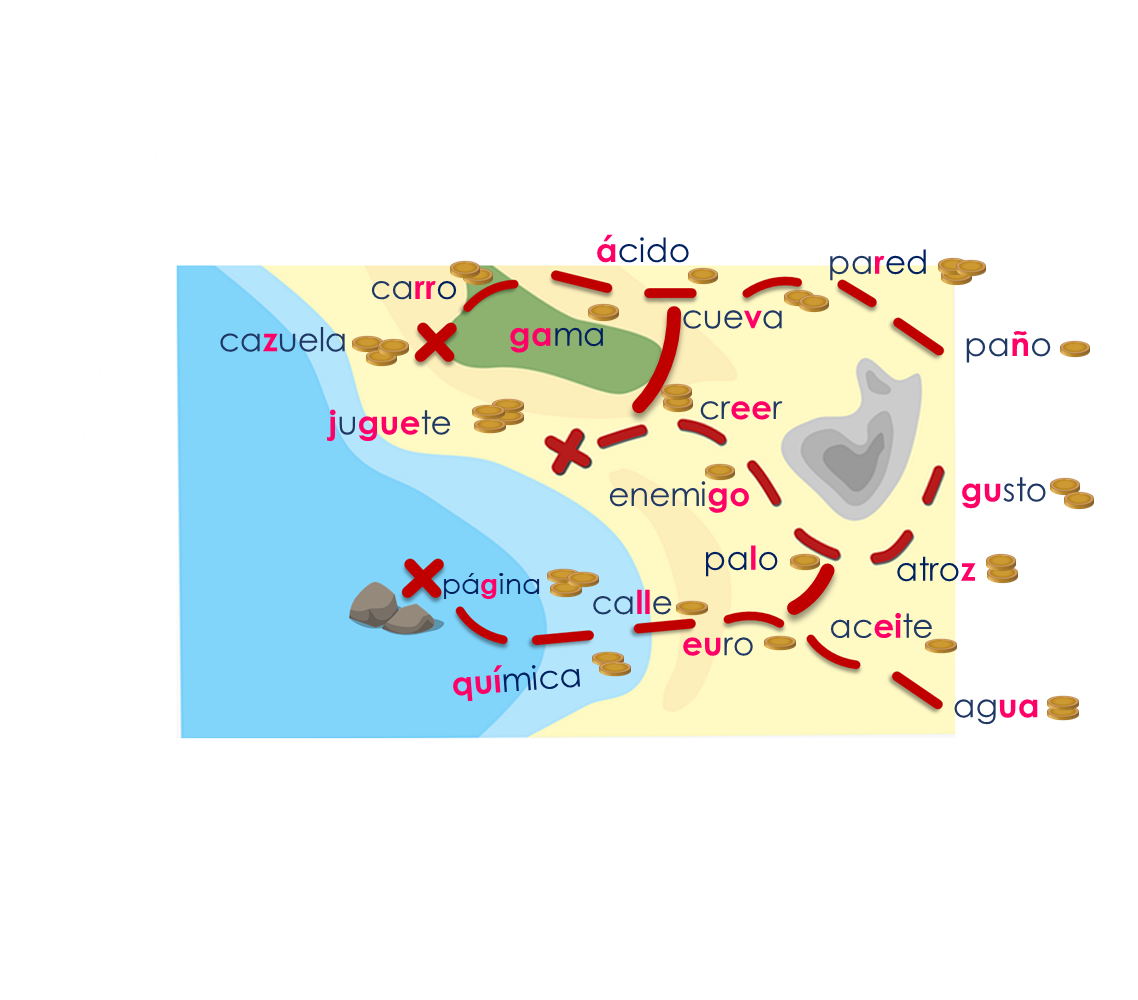 ácido
pared
carro
cueva
gama
cazuela
paño
creer
juguete
enemigo
gusto
palo
atroz
página
calle
aceite
euro
química
agua